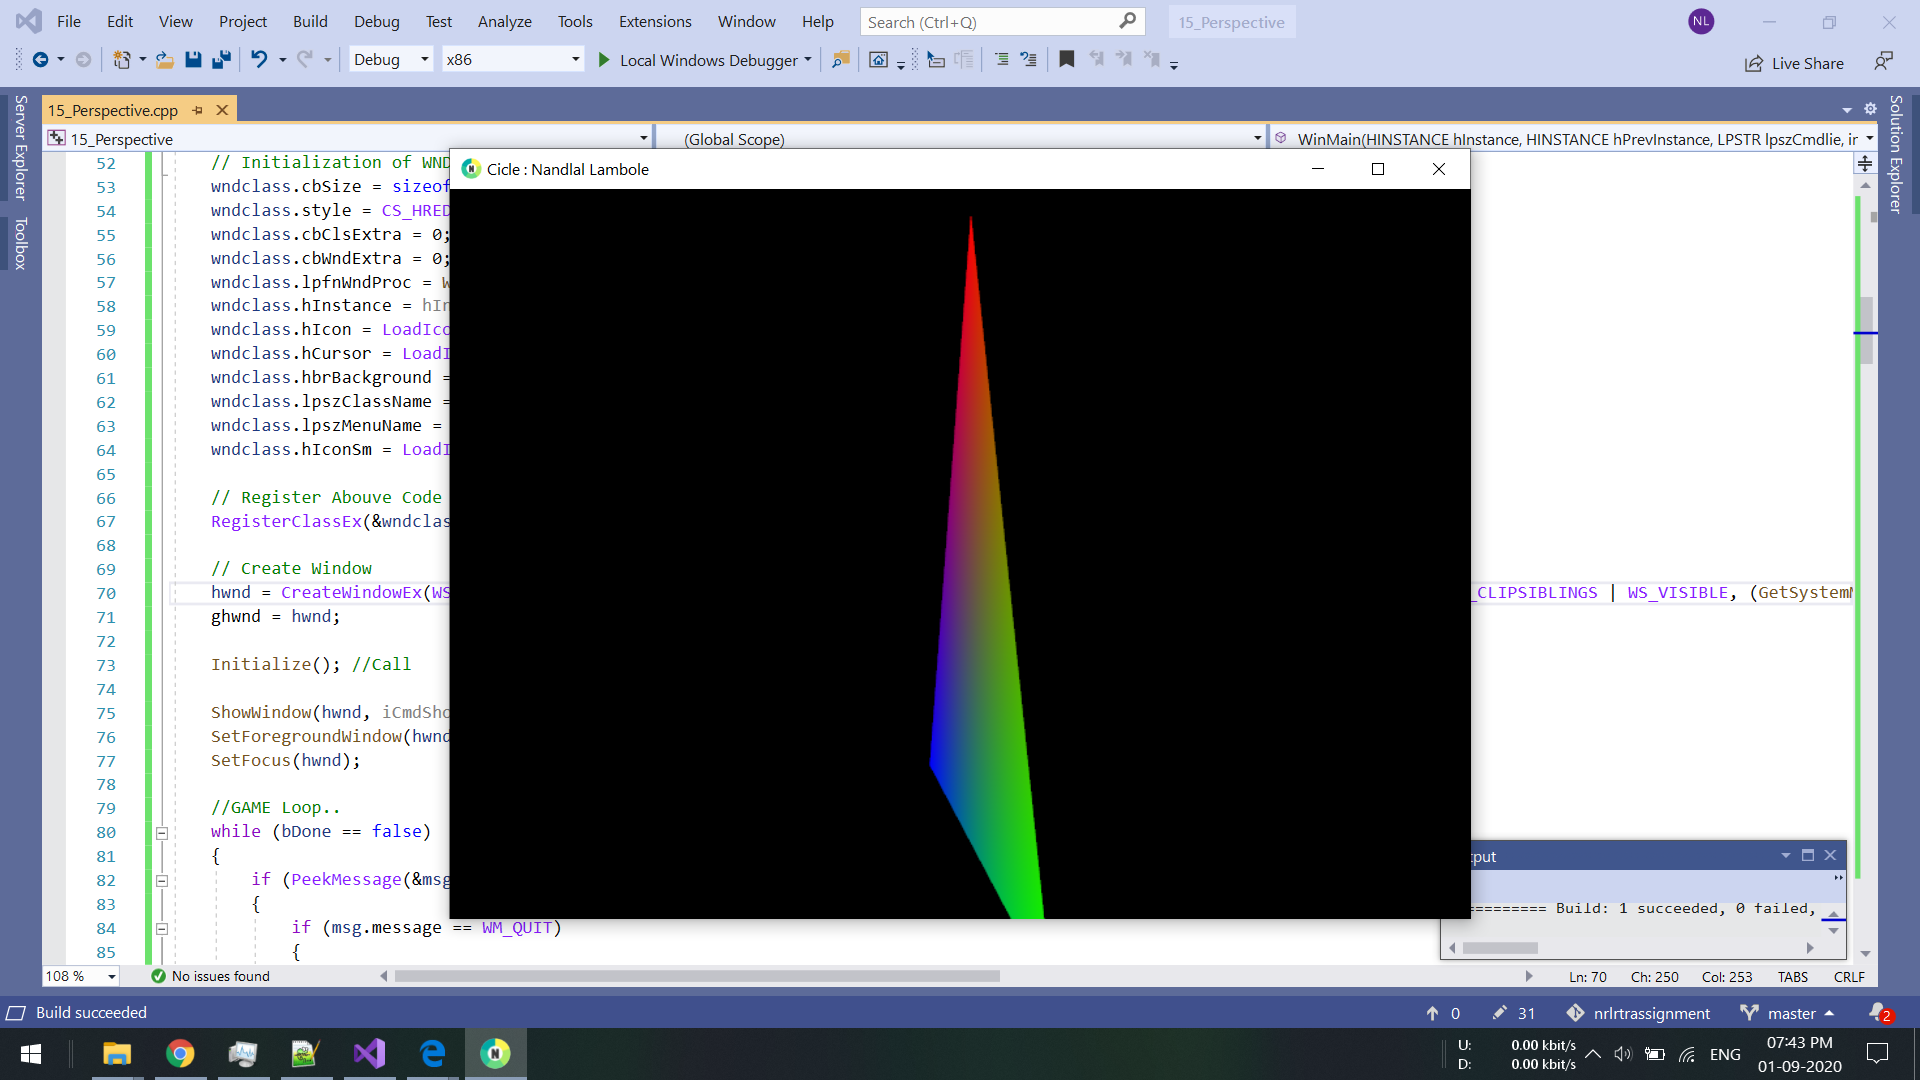 File Edit View Project Build Debug Test Analyze Tools Extensions Window Help Search (Ctrl+Q) 15_Perspective NL
Debug x86 Local Windows Debugger Live Share
Server Explorer
Toolbox
Solution Explorer
15_Perspective.cpp
15_Perspective (Global Scope) WinMain(HINSTANCE hInstance, HINSTANCE hPrevInstance, LPSTR lpszCmdlie, ir
Cicle : Nandlal Lambole
52 // Initialization of WND
53 wndclass.cbSize = sizeof
54 wndclass.style = CS_HRED
55 wndclass.cbClsExtra = 0;
56 wndclass.cbWndExtra = 0;
57 wndclass.lpfnWndProc = W
58 wndclass.hInstance = hIn
59 wndclass.hIcon = LoadIco
60 wndclass.hCursor = LoadI
61 wndclass.hbrBackground =
62 wndclass.lpszClassName =
63 wndclass.lpszMenuName =
64 wndclass.hIconSm = LoadI
65
66 // Register Abouve Code
67 RegisterClassEx(&wndclas
68
69 // Create Window
70 hwnd = CreateWindowEx(WS _CLIPSIBLINGS | WS_VISIBLE, (GetSystemM
71 ghwnd = hwnd;
72
73 Initialize(); //Call
74
75 ShowWindow(hwnd, iCmdSho
76 SetForegroundWindow(hwnd
77 SetFocus(hwnd);
78
79 //GAME Loop..
80 while (bDone == false)
81 {
82 if (PeekMessage(&msg
83 {
84 if (msg.message == WM_QUIT)
85 {
tput
========= Build: 1 succeeded, 0 failed,
108 % No issues found Ln: 70 Ch: 250 Col: 253 TABS CRLF
Build succeeded 0 31 nrlrtrassignment master 2
U: 0.00 kbit/s
D: 0.00 kbit/s
ENG
07:43 PM
01-09-2020